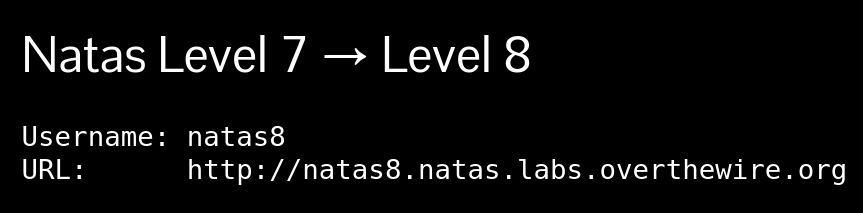 Natas Level 7 → Level 8
Username: natas8
URL: http://natas8.natas.labs.overthewire.org